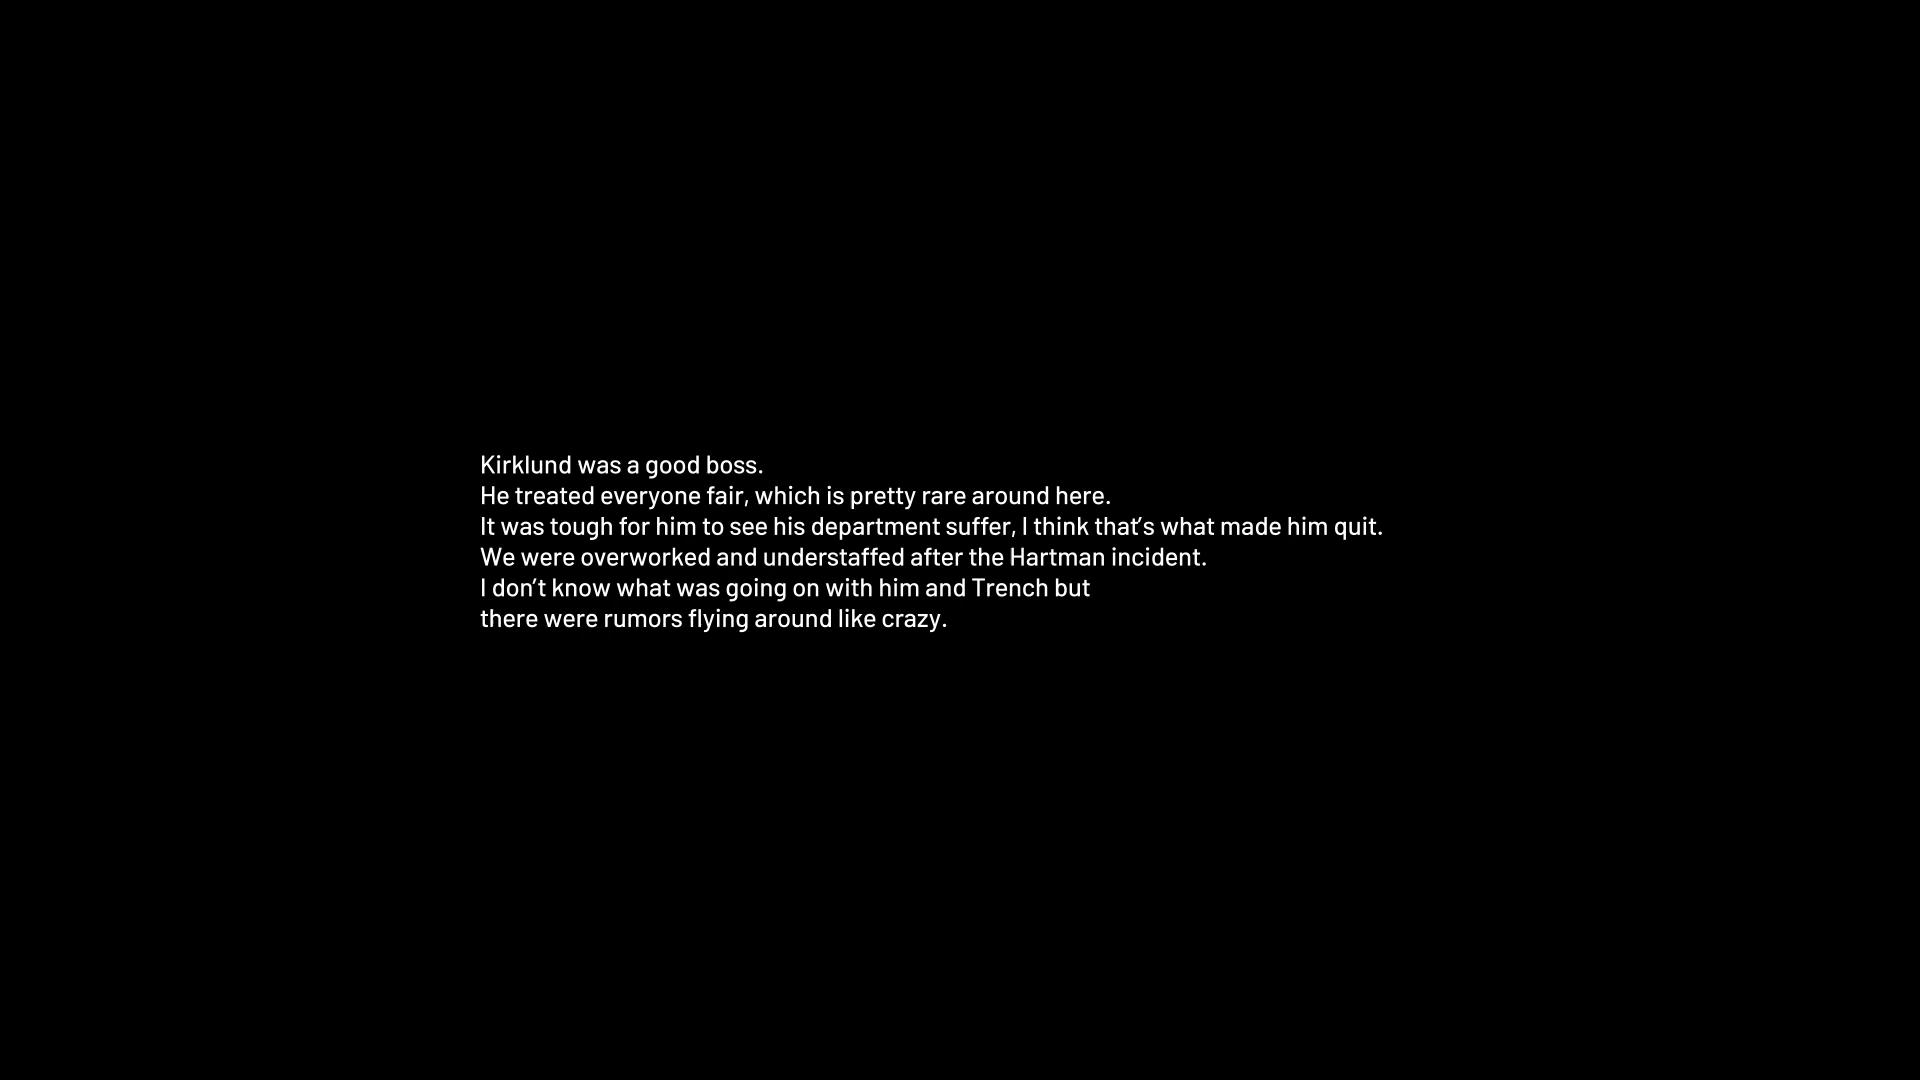 Kirklund was a good boss.
He treated everyone fair, which is pretty rare around here.
It was tough for him to see his department suffer, I think that’s what made him quit.
We were overworked and understaffed after the Hartman incident.
I don’t know what was going on with him and Trench but
there were rumors flying around like crazy.